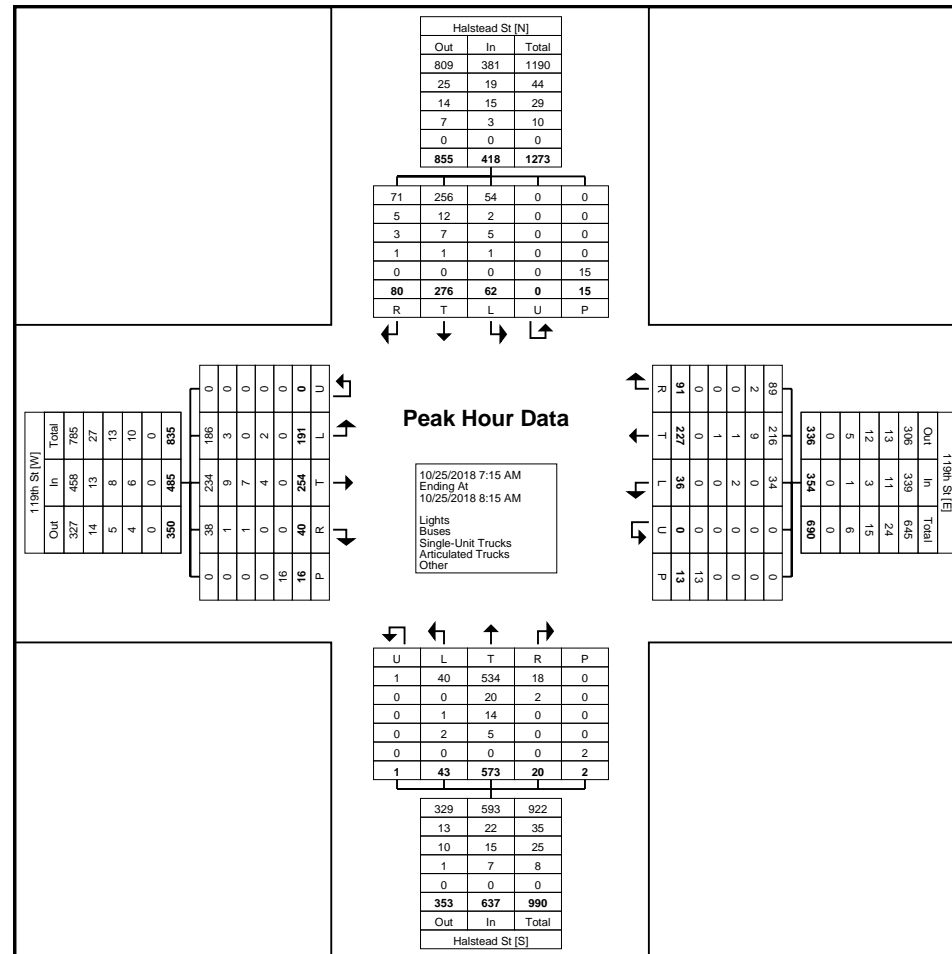 Halstead St [N]
Out In Total
809 381 1190
25 19 44
14 15 29
7 3 10
0 0 0
855 418 1273
71 256 54 0 0
5 12 2 0 0
3 7 5 0 0
1 1 1 0 0
0 0 0 0 15
80 276 62 0 15
R T L U P
119th St [W]
Total 785 27 13 10 0 835
In 458 13 8 6 0 485
Out 327 14 5 4 0 350
0 0 0 0 0 0 U
186 3 0 2 0 191 L
234 9 7 4 0 254 T
38 1 1 0 0 40 R
0 0 0 0 16 16 P
Peak Hour Data
10/25/2018 7:15 AM
Ending At
10/25/2018 8:15 AM
Lights
Buses
Single-Unit Trucks
Articulated Trucks
Other
R 91 0 0 0 2 89
T 227 0 1 1 9 216
L 36 0 0 2 0 34
U 0 0 0 0 0 0
P 13 13 0 0 0 0
336 0 5 12 13 306 Out
354 0 1 3 11 339 In
690 0 6 15 24 645 Total
119th St [E]
U L T R P
1 40 534 18 0
0 0 20 2 0
0 1 14 0 0
0 2 5 0 0
0 0 0 0 2
1 43 573 20 2
329 593 922
13 22 35
10 15 25
1 7 8
0 0 0
353 637 990
Out In Total
Halstead St [S]